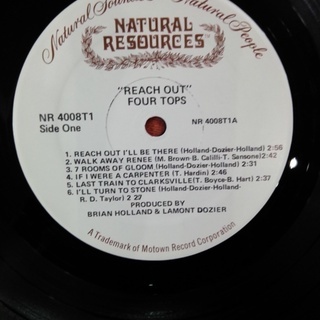 Natural Sounds Natural People
NATURAL
RESOURCES
"REACH OUT"
FOUR TOPS
NR 4008T1
Side One
NR 4008T1A
1. REACH OUT I'LL BE THERE (Holland-Dozier-Holland) 2:56
2. WALK AWAY RENEE (M. Brown-B. Calilli-T. Sansone)2:42
3. 7 ROOMS OF GLOOM (Holland-Dozier-Holland) 2:31
4. IF I WERE A CARPENTER (T. Hardin) 2:46
5. LAST TRAIN TO CLARKSVILLE(T. Boyce-B. Hart) 2:37
6. I'LL TURN TO STONE (Holland-Dozier-Holland-
R. D. Taylor) 2 27
PRODUCED BY
BRIAN HOLLAND & LAMONT DOZIER
A Trademark of Motown Record Corporation